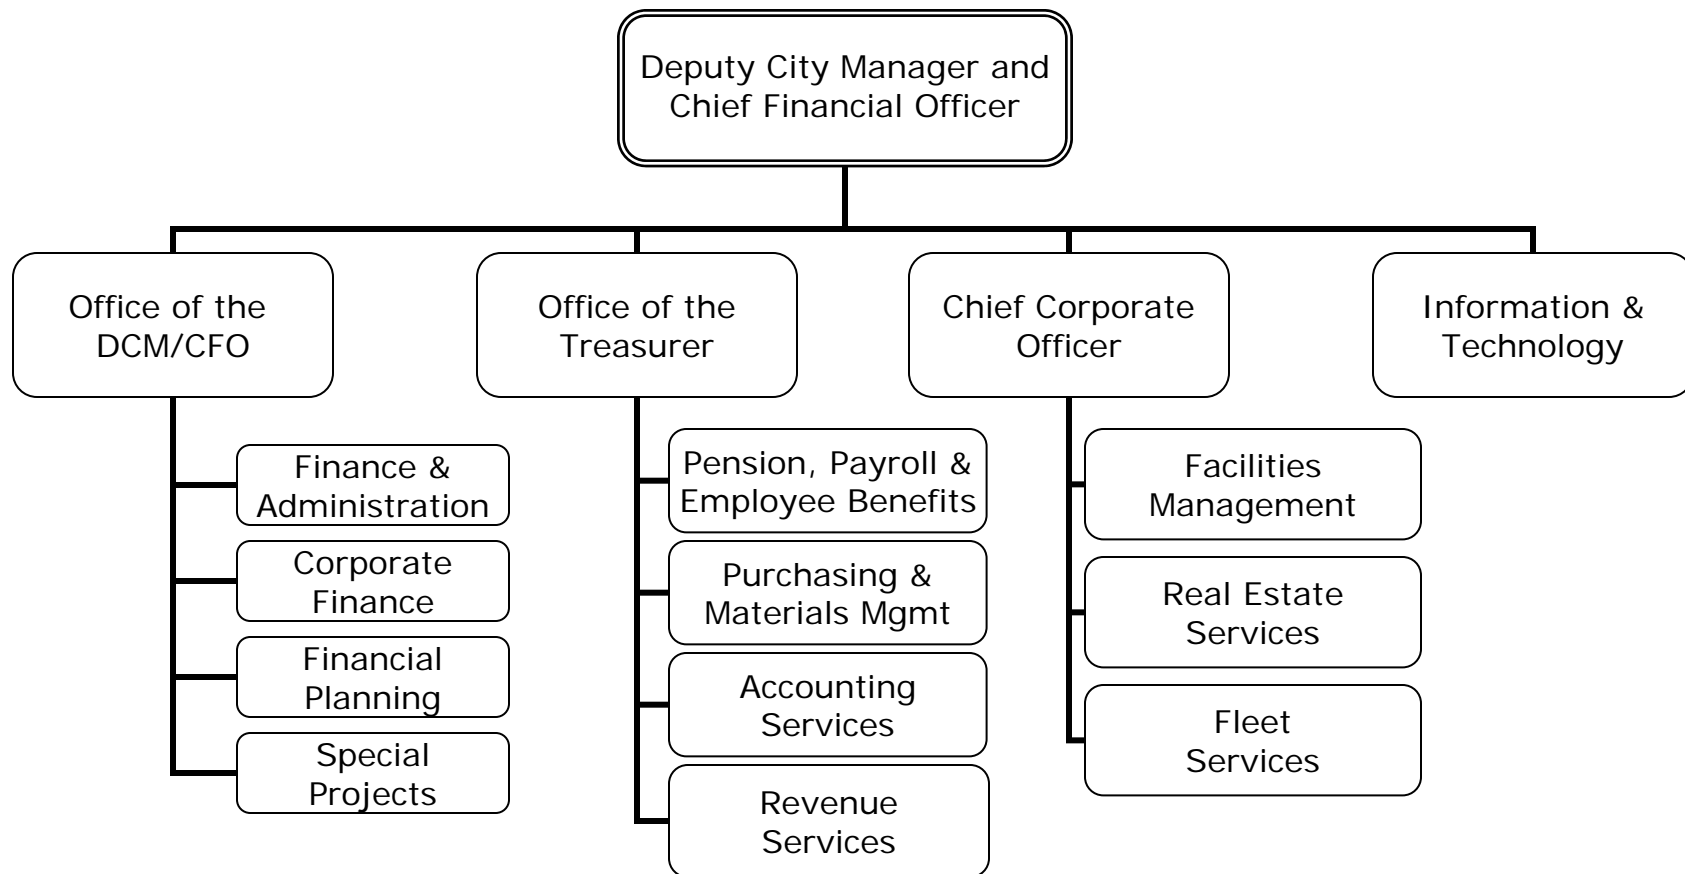 Deputy City Manager and
Chief Financial Officer
Office of the
DCM/CFO
Office of the
Treasurer
Chief Corporate
Officer
Information &
Technology
Finance &
Administration
Corporate
Finance
Financial
Planning
Special
Projects
Pension, Payroll &
Employee Benefits
Purchasing &
Materials Mgmt
Accounting
Services
Revenue
Services
Facilities
Management
Real Estate
Services
Fleet
Services